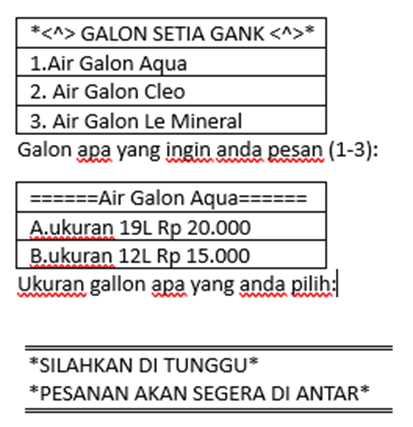 *<^> GALON SETIA GANK <^>*
1.Air Galon Aqua
2. Air Galon Cleo
3. Air Galon Le Mineral
Galon apa yang ingin anda pesan (1-3):
======Air Galon Aqua======
A.ukuran 19L Rp 20.000
B.ukuran 12L Rp 15.000
Ukuran gallon apa yang anda pilih:
*SILAHKAN DI TUNGGU*
*PESANAN AKAN SEGERA DI ANTAR*